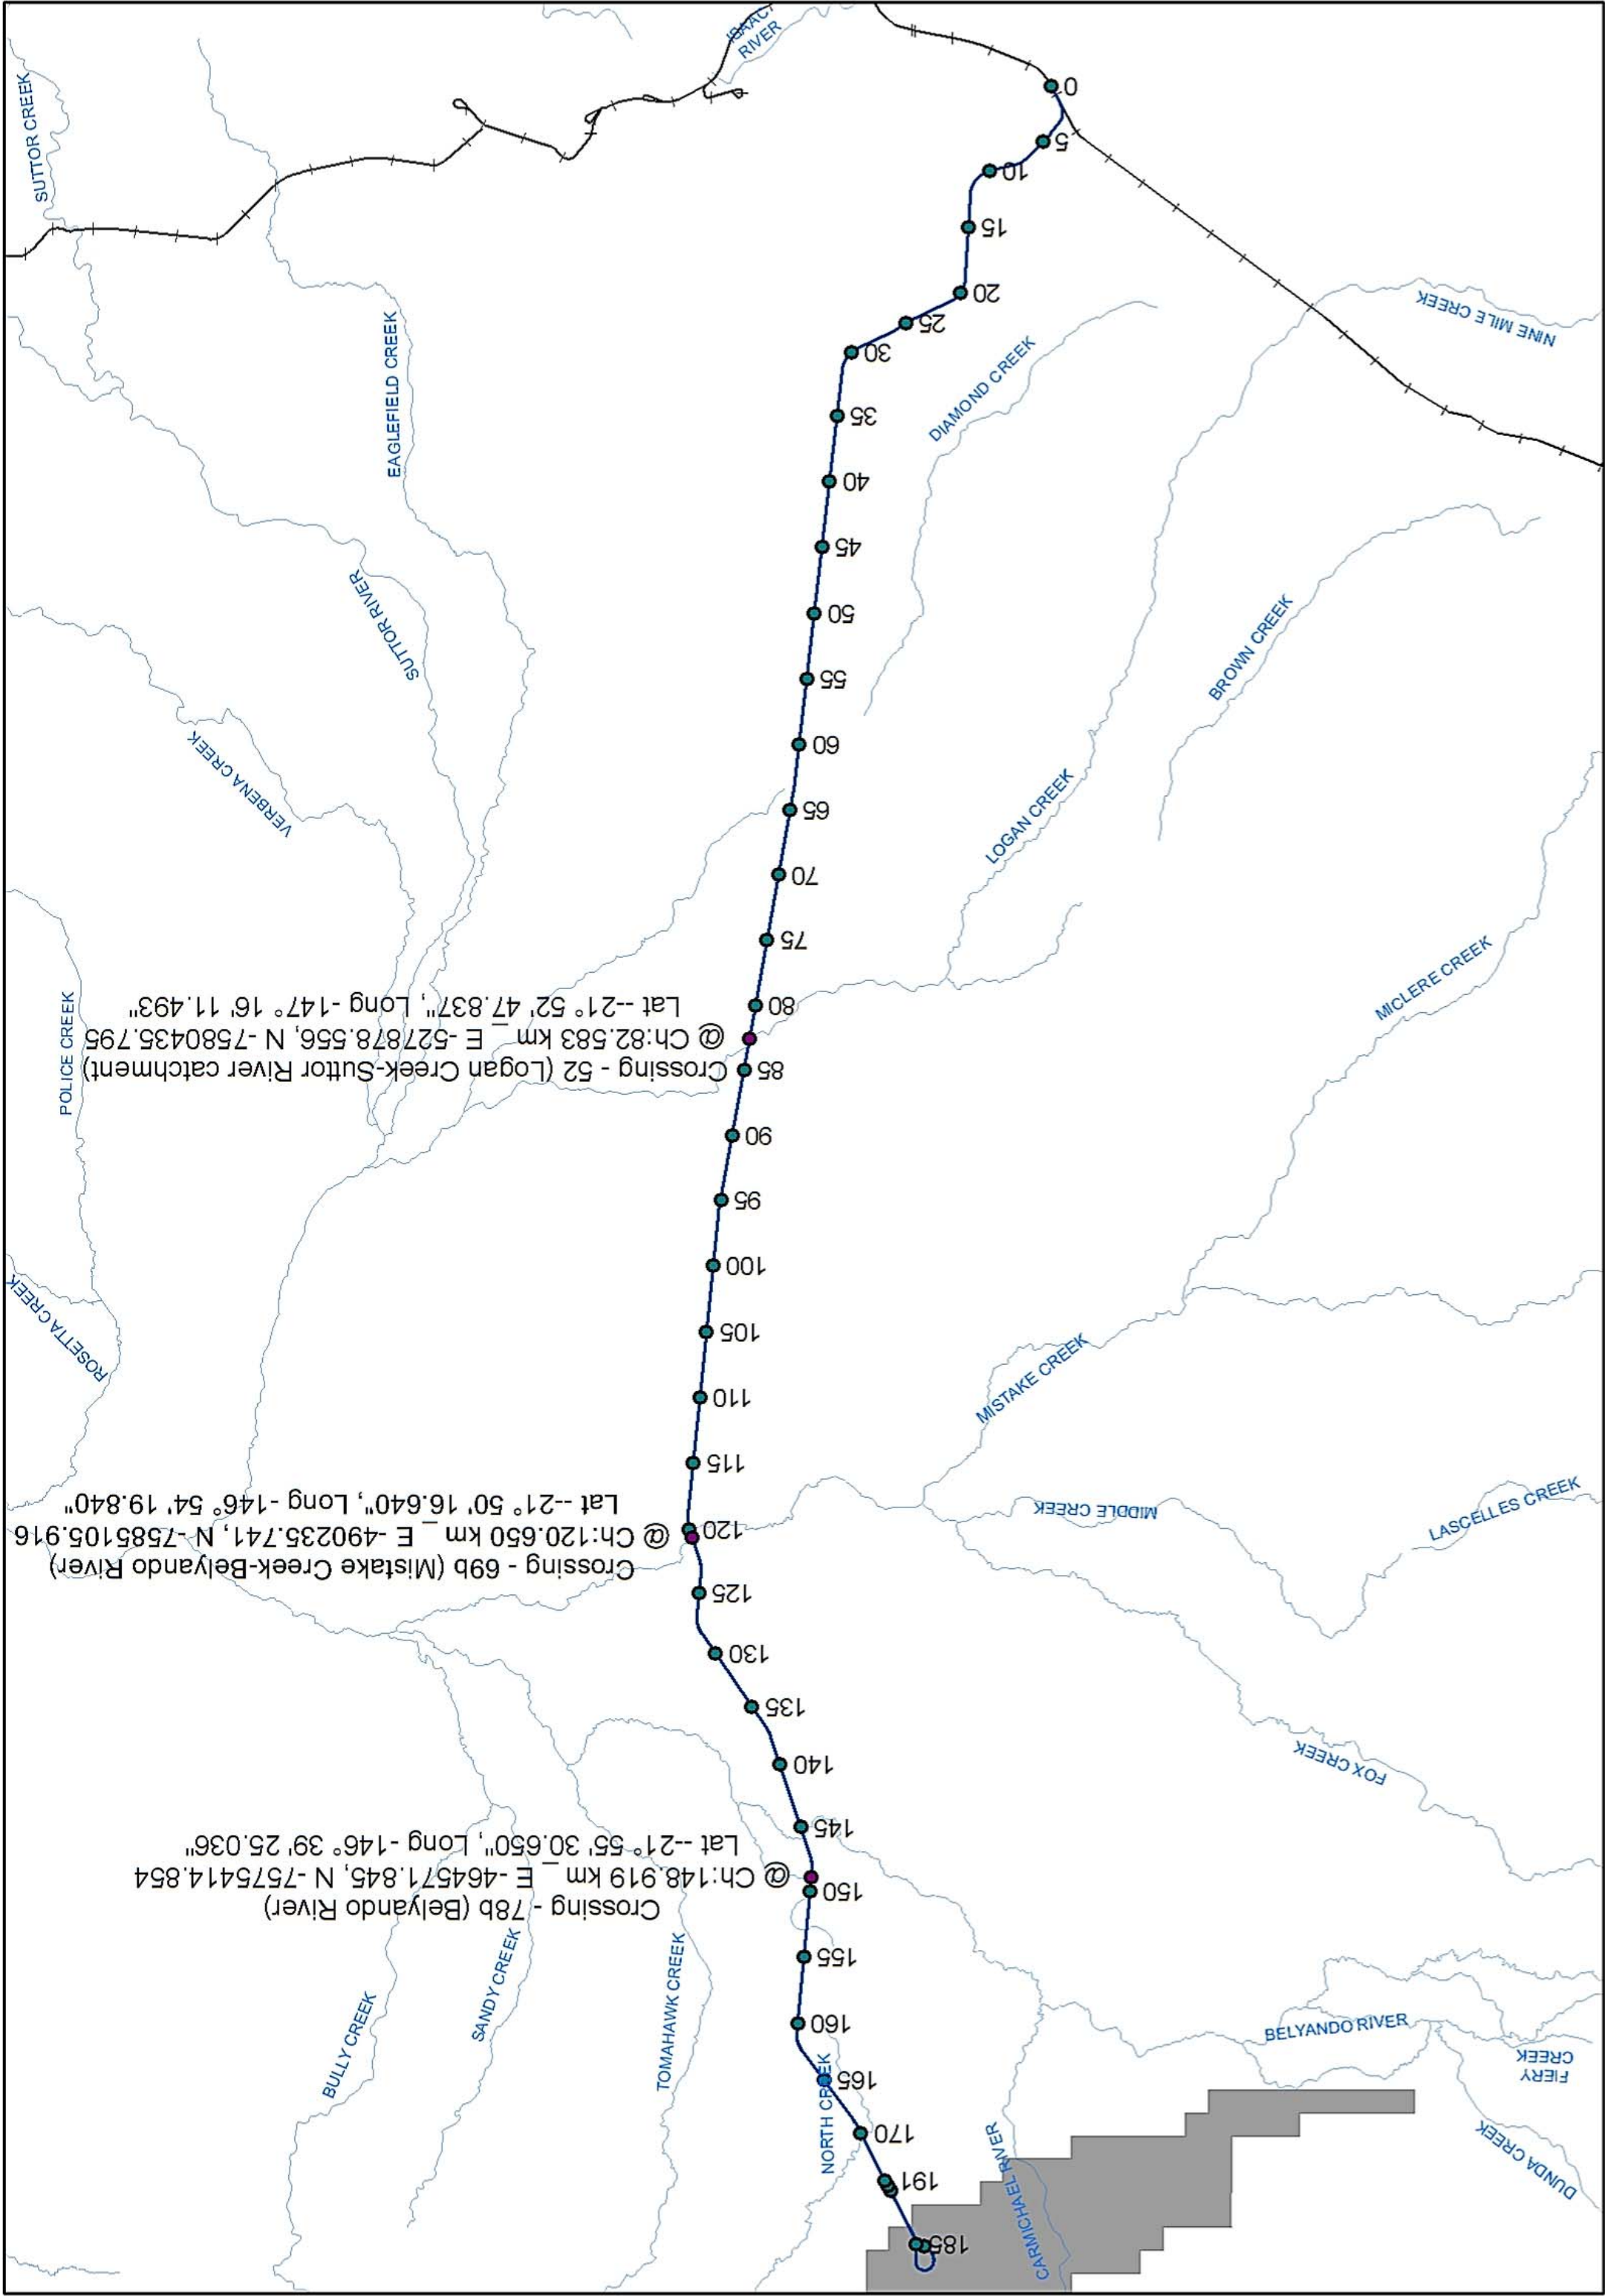 ISAAC
RIVER
SUTTOR CREEK
0
5
10
15
20
25
30
35
40
45
50
55
60
65
70
75
80
85
90
95
100
105
110
115
120
125
130
135
140
145
150
155
160
165
170
191
185
NINE MILE CREEK
DIAMOND CREEK
EAGLEFIELD CREEK
SUTTOR RIVER
BROWN CREEK
VERBENA CREEK
LOGAN CREEK
MICLERE CREEK
POLICE CREEK
Crossing - 52 (Logan Creek-Suttor River catchment)
@ Ch:82.583 km _ E -527878.556, N -7580435.795
Lat --21° 52' 47.837", Long -147° 16' 11.493"
ROSETTA CREEK
MISTAKE CREEK
MIDDLE CREEK
LASCELLES CREEK
Crossing - 69b (Mistake Creek-Belyando River)
@ Ch:120.650 km _ E -490235.741, N -7585105.916
Lat --21° 50' 16.640", Long -146° 54' 19.840"
FOX CREEK
Crossing - 78b (Belyando River)
@ Ch:148.919 km _ E -464571.845, N -7575414.854
Lat --21° 55' 30.650", Long -146° 39' 25.036"
BULLY CREEK
SANDY CREEK
TOMAHAWK CREEK
NORTH CREEK
BELYANDO RIVER
FIERY
CREEK
DUNDA CREEK
CARMICHAEL RIVER